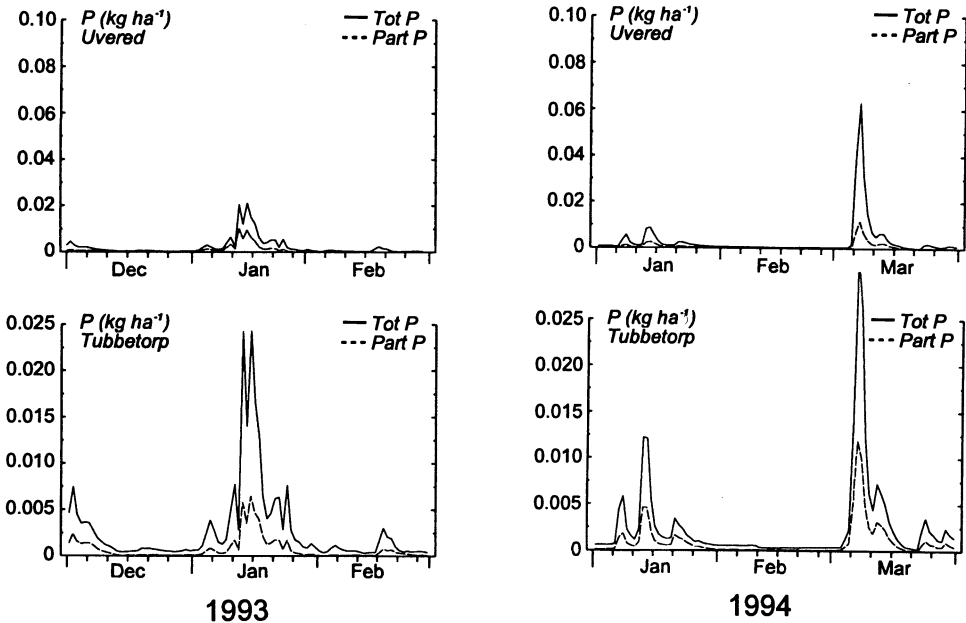 P (kg ha⁻¹)
Uvered
Tot P
Part P
0.10
0.08
0.06
0.04
0.02
0
Dec
Jan
Feb
P (kg ha⁻¹)
Uvered
Tot P
Part P
0.10
0.08
0.06
0.04
0.02
0
Jan
Feb
Mar
P (kg ha⁻¹)
Tubbetorp
Tot P
Part P
0.025
0.020
0.015
0.010
0.005
0
Dec
Jan
Feb
1993
P (kg ha⁻¹)
Tubbetorp
Tot P
Part P
0.025
0.020
0.015
0.010
0.005
0
Jan
Feb
Mar
1994